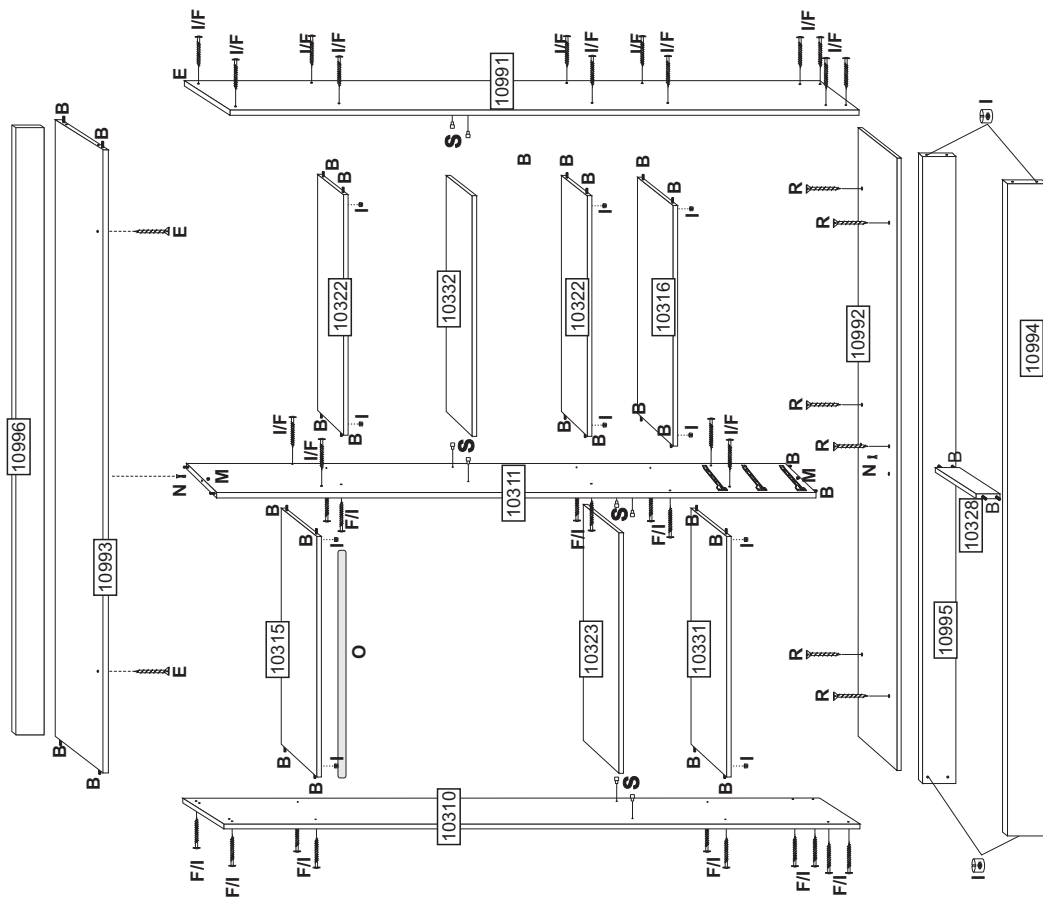 I/F
I/F
I/F
I/F
I/F
I/F
I/F
I/F
I/F
I/F
E
10991
B
B
S
B
B
B
B
B
B
B
I
I
I
I
10996
E
10322
10332
10322
10316
R
R
10992
10994
B
B
I
I
I
B
B
B
B
I/F
I/F
I/F
S
R
R
N
M
N
M
B
B
B
B
10311
10328
10993
B
B
F/I
F/I
F/I
S
B
B
I
I
10315
O
10323
10331
10995
E
R
R
B
B
B
B
I
B
B
I
S
10310
F/I
F/I
F/I
F/I
F/I
I